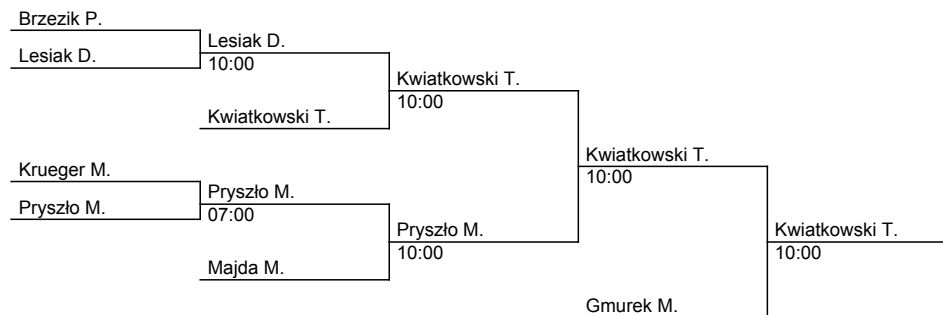 Brzezik P.
Lesiak D.
Lesiak D.
10:00
Kwiatkowski T.
Kwiatkowski T.
10:00
Krueger M.
Pryszło M.
Pryszło M.
07:00
Majda M.
Pryszło M.
10:00
Kwiatkowski T.
10:00
Gmurek M.
Kwiatkowski T.
10:00